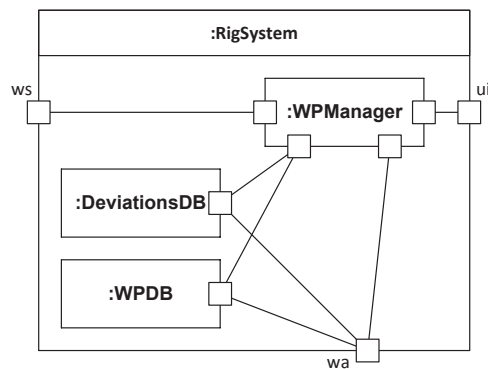 :RigSystem
ws
ui
:WPManager
:DeviationsDB
:WPDB
wa